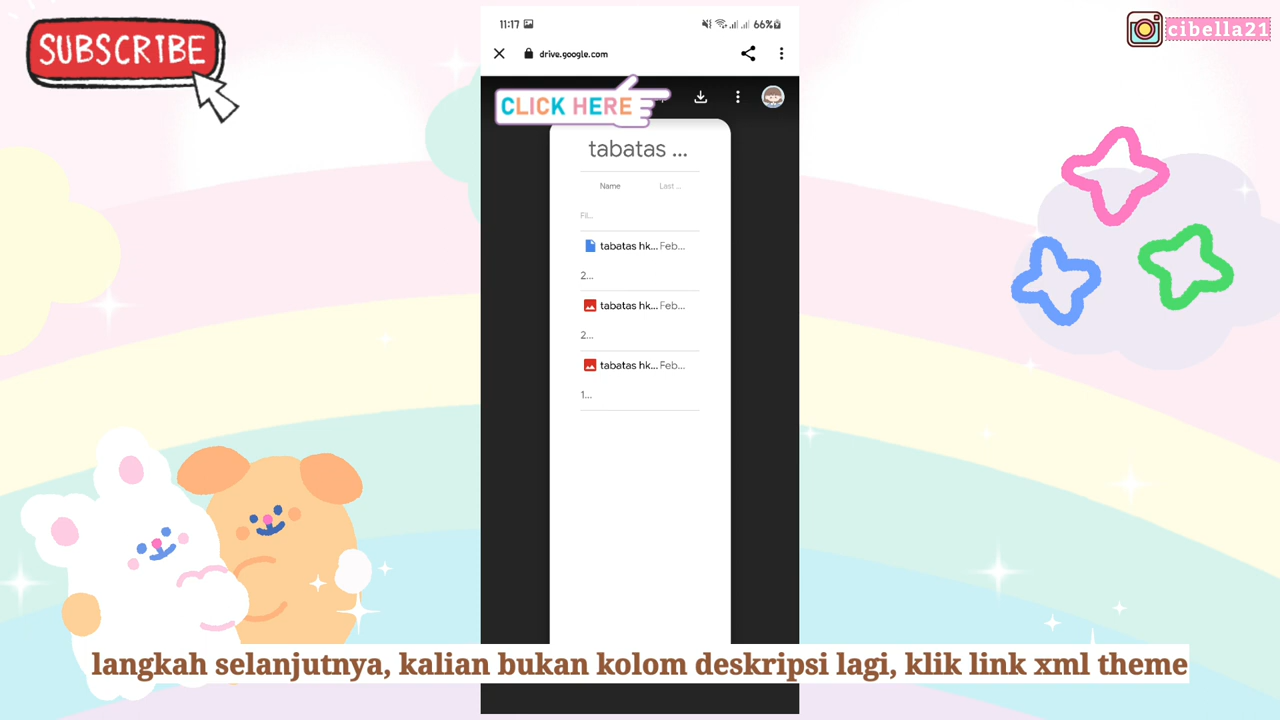 SUBSCRIBE
cibella21
11:17
66%
drive.google.com
CLICK HERE
tabatas ...
Name Last ...
Fil...
tabatas hk... Feb...
2...
tabatas hk... Feb...
2...
tabatas hk... Feb...
1...
langkah selanjutnya, kalian bukan kolom deskripsi lagi, klik link xml theme